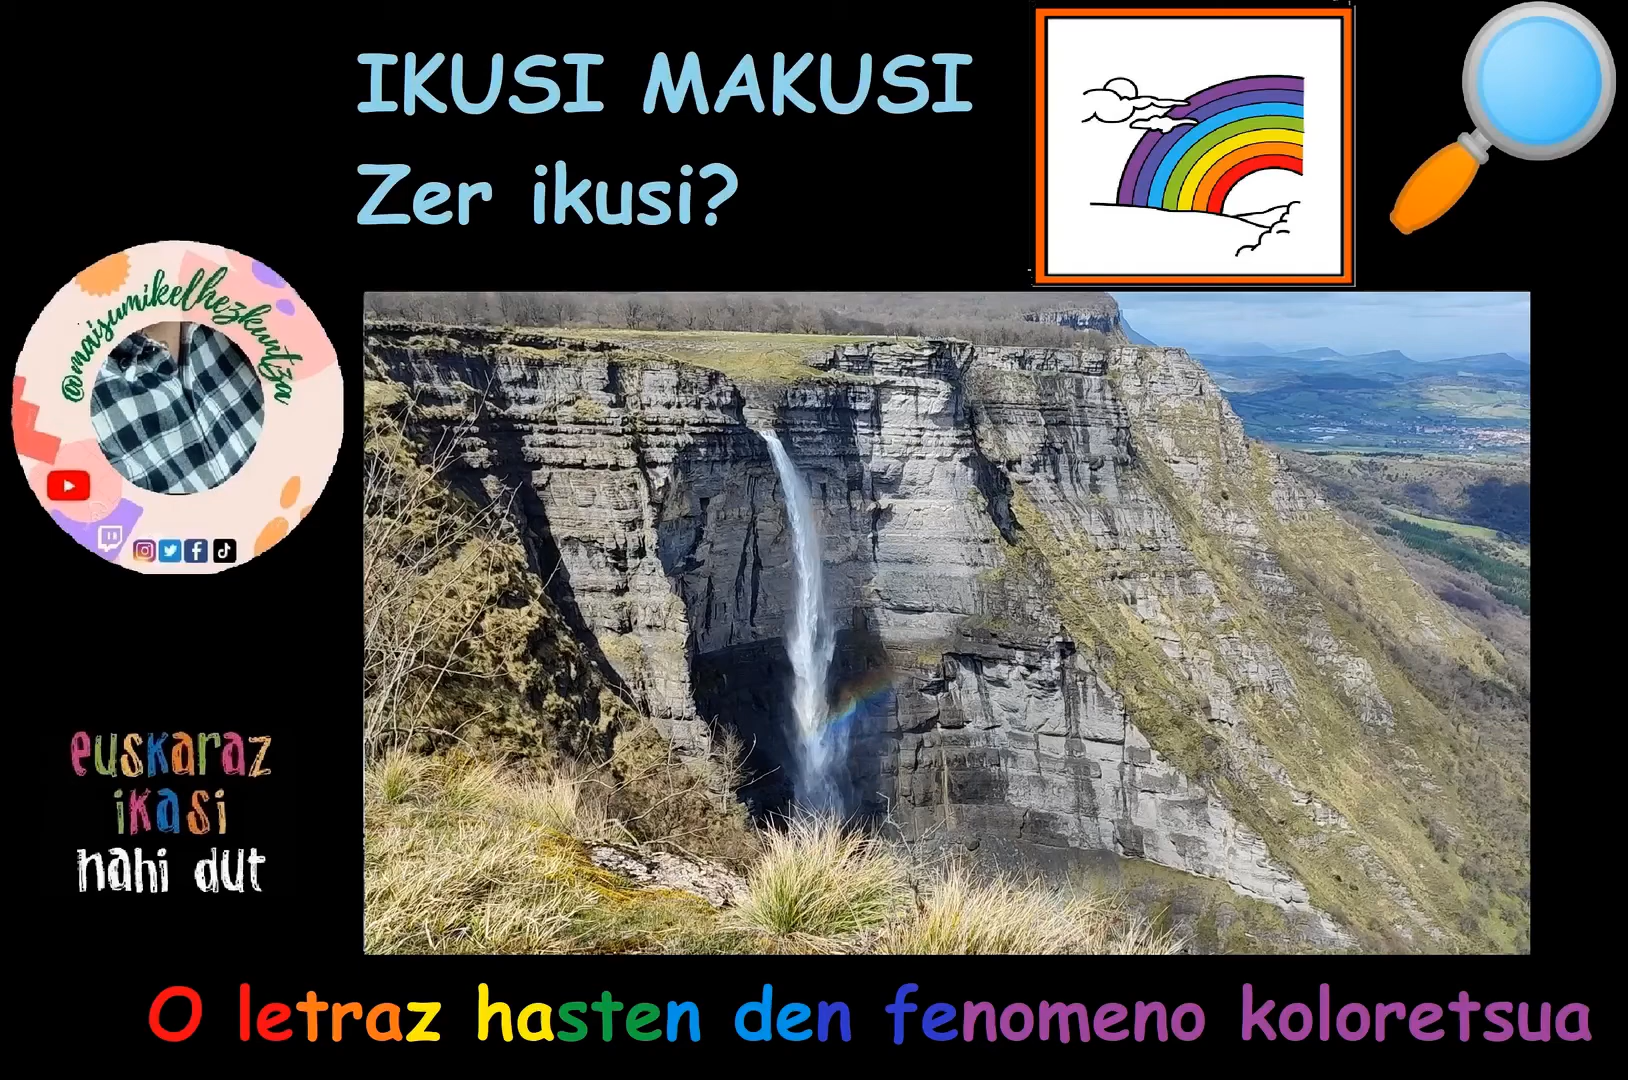 IKUSI MAKUSI
Zer ikusi?
@maisumikelhezkuntza
euskaraz
ikasi
nahi dut
O letraz hasten den fenomeno koloretsua